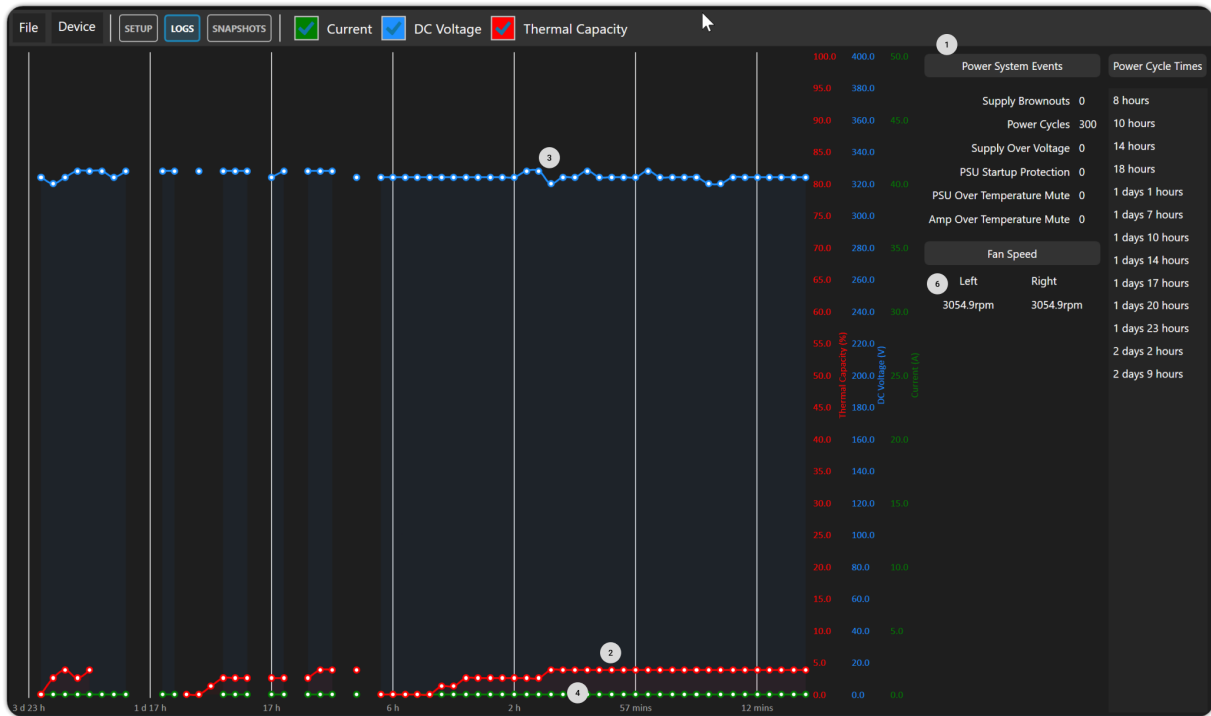 File Device SETUP LOGS SNAPSHOTS Current DC Voltage Thermal Capacity
1
Power System Events
Supply Brownouts 0
Power Cycles 300
Supply Over Voltage 0
PSU Startup Protection 0
PSU Over Temperature Mute 0
Amp Over Temperature Mute 0
Fan Speed
6
Left Right
3054.9rpm 3054.9rpm
Power Cycle Times
8 hours
10 hours
14 hours
18 hours
1 days 1 hours
1 days 7 hours
1 days 10 hours
1 days 14 hours
1 days 17 hours
1 days 20 hours
1 days 23 hours
2 days 2 hours
2 days 9 hours
100.0 400.0 50.0
95.0 380.0
90.0 360.0 45.0
85.0 340.0
80.0 320.0 40.0
75.0 300.0
70.0 280.0 35.0
65.0 260.0
60.0 240.0 30.0
55.0 220.0
50.0 200.0 25.0
45.0 180.0
40.0 160.0 20.0
35.0 140.0
30.0 120.0 15.0
25.0 100.0
20.0 80.0 10.0
15.0 60.0
10.0 40.0 5.0
5.0 20.0
0.0 0.0 0.0
Thermal Capacity (%)
DC Voltage (V)
Current (A)
3
2
4
3 d 23 h 1 d 17 h 17 h 6 h 2 h 57 mins 12 mins